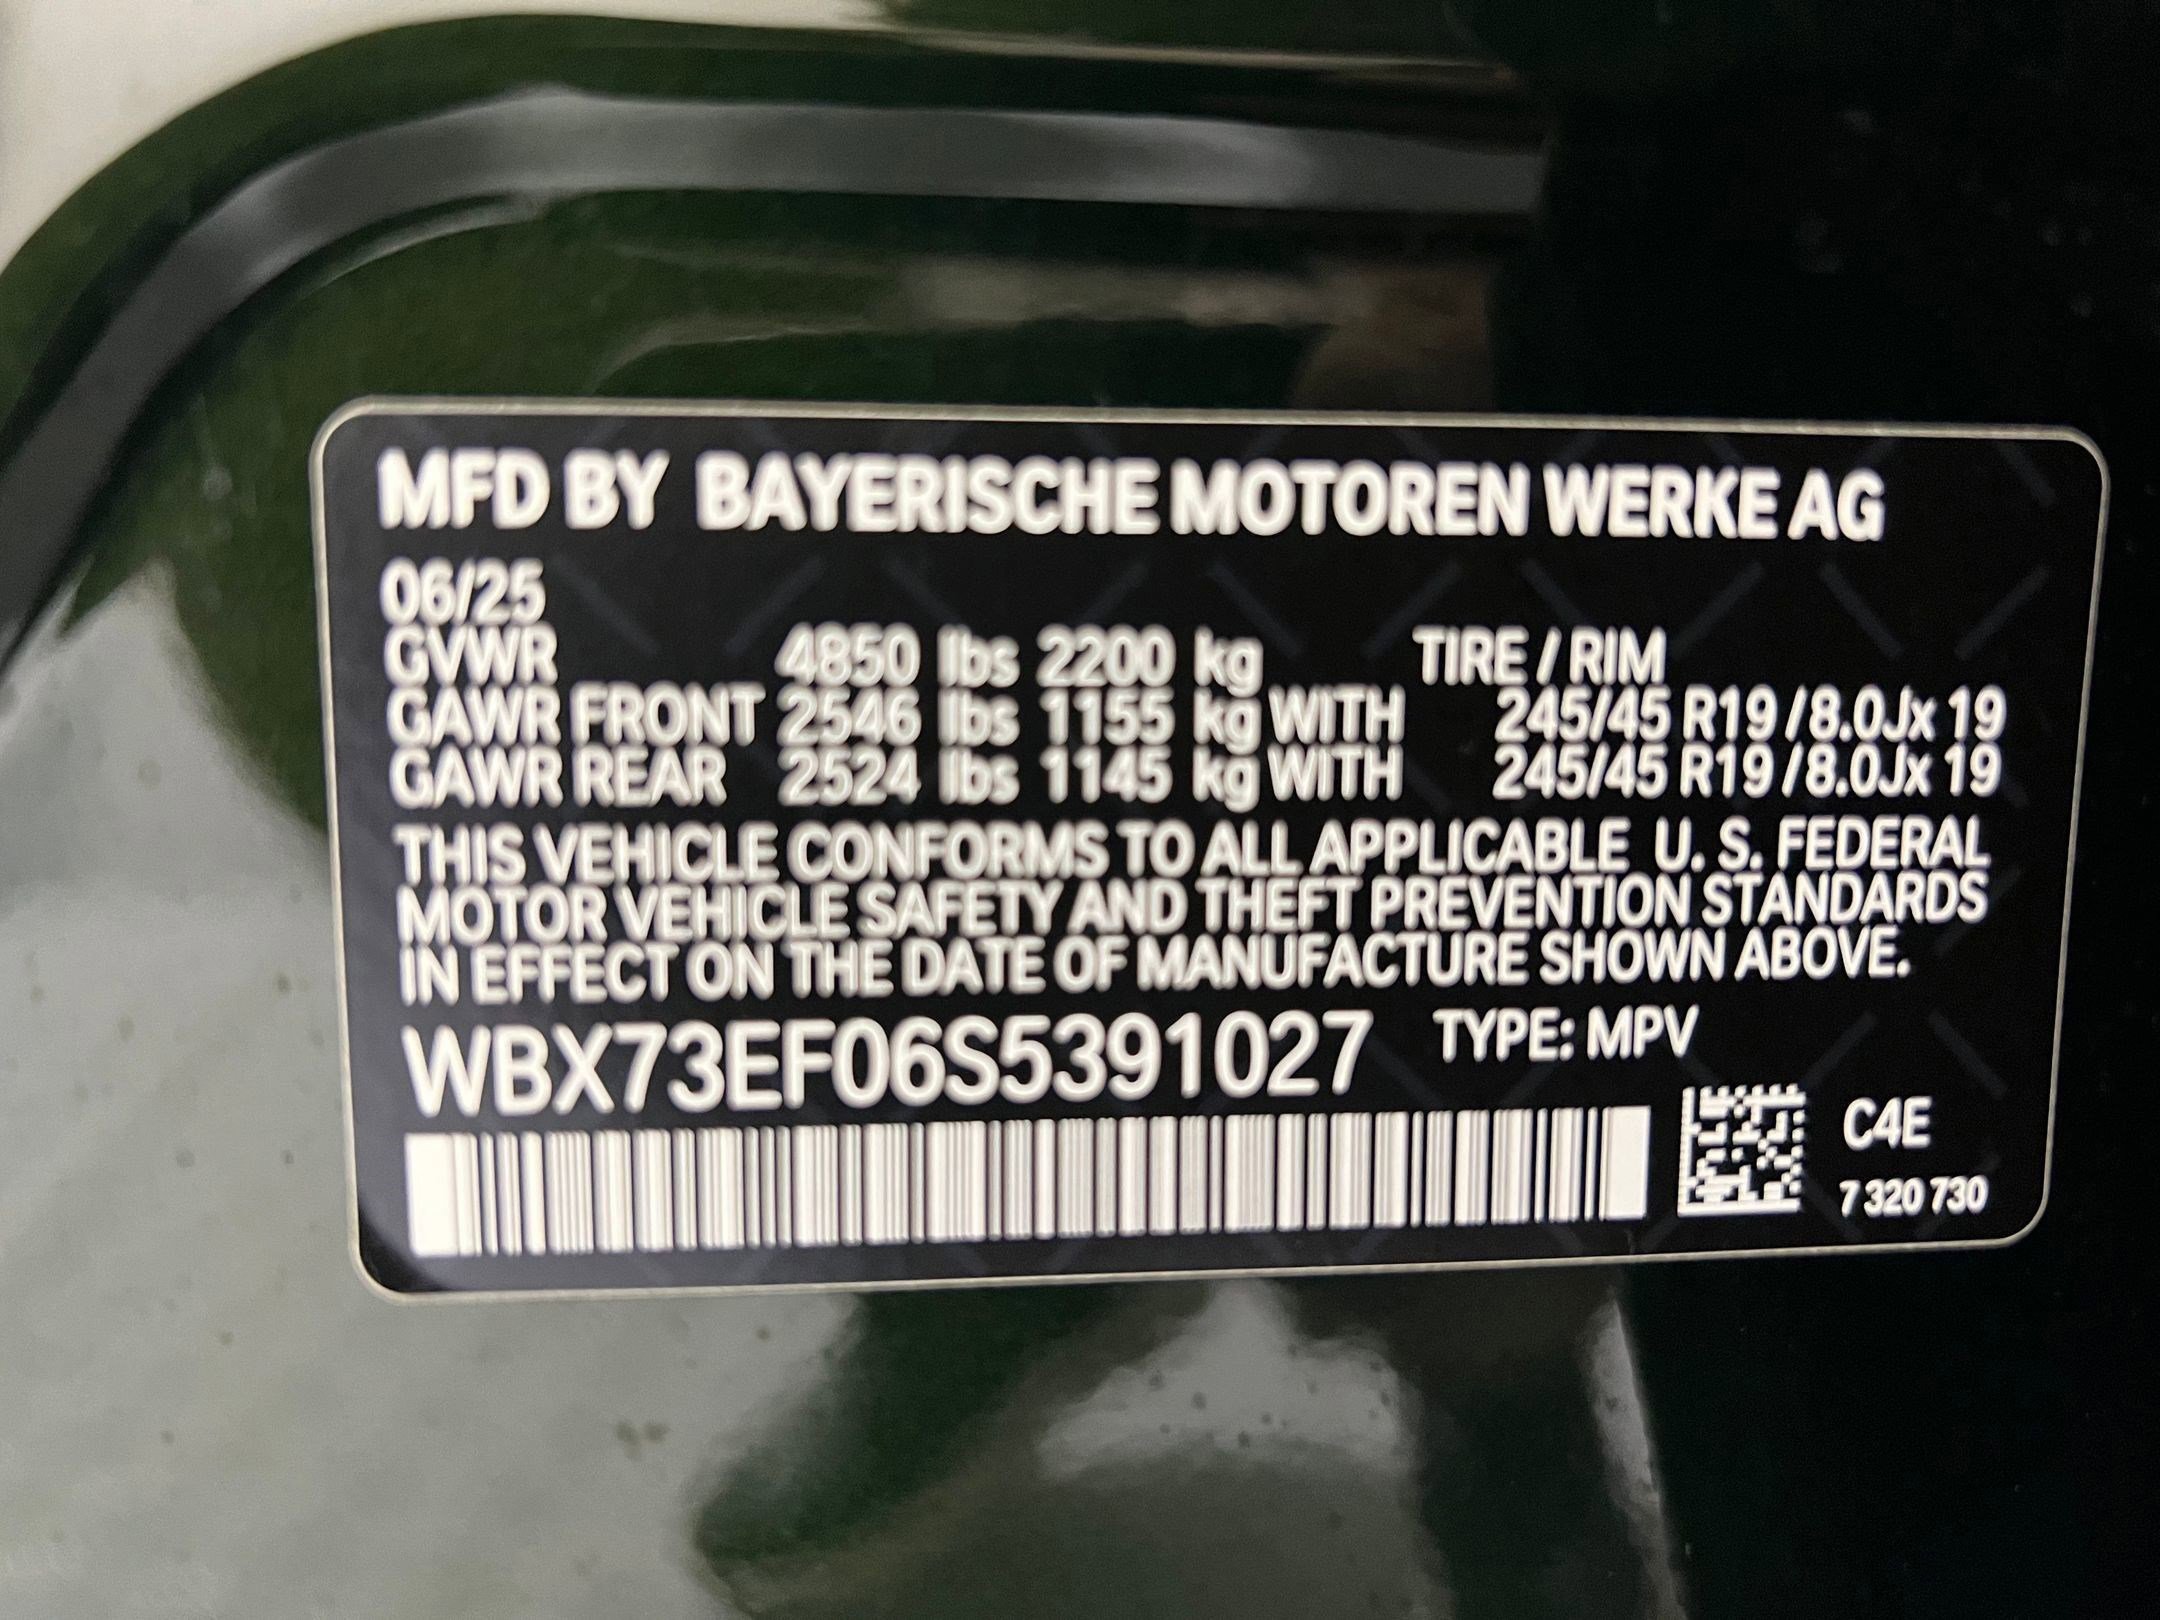 MFD BY BAYERISCHE MOTOREN WERKE AG
06/25
GVWR 4850 lbs 2200 kg TIRE / RIM
GAWR FRONT 2546 lbs 1155 kg WITH 245/45 R19 / 8.0Jx 19
GAWR REAR 2524 lbs 1145 kg WITH 245/45 R19 / 8.0Jx 19
THIS VEHICLE CONFORMS TO ALL APPLICABLE U. S. FEDERAL
MOTOR VEHICLE SAFETY AND THEFT PREVENTION STANDARDS
IN EFFECT ON THE DATE OF MANUFACTURE SHOWN ABOVE.
WBX73EF06S5391027 TYPE: MPV
C4E
7 320 730